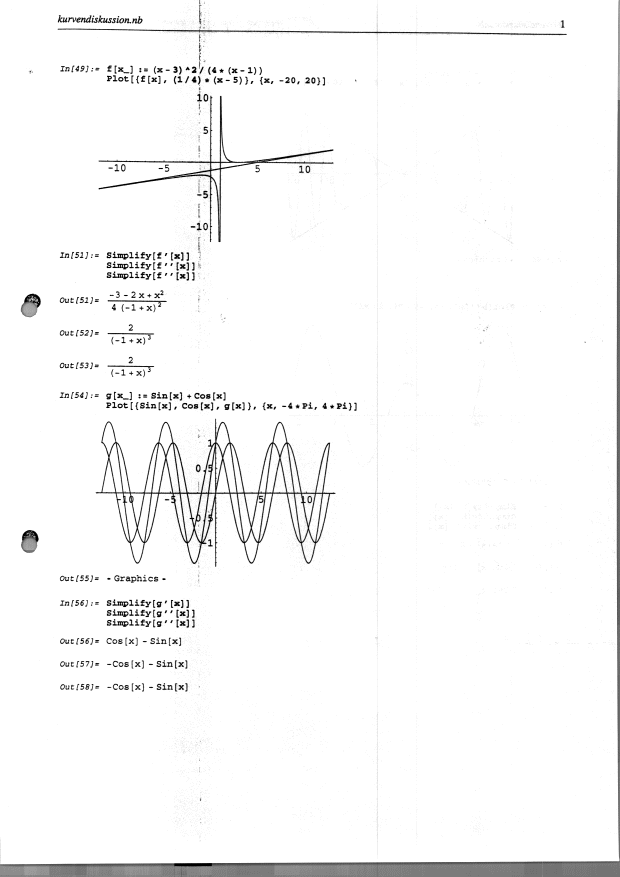 kurvendiskussion.nb 1
In[49]:= f[x_] := (x - 3)^2 / (4 * (x - 1))
Plot[{f[x], (1/4) * (x - 5)}, {x, -20, 20}]
10
5
-10 -5 5 10
-5
-10
In[51]:= Simplify[f'[x]]
Simplify[f''[x]]
Simplify[f''[x]]
Out[51]= (-3 - 2 x + x²) / (4 (-1 + x)²)
Out[52]= 2 / (-1 + x)³
Out[53]= 2 / (-1 + x)³
In[54]:= g[x_] := Sin[x] + Cos[x]
Plot[{Sin[x], Cos[x], g[x]}, {x, -4 * Pi, 4 * Pi}]
1
0.5
-10 -5 5 10
-0.5
-1
Out[55]= - Graphics -
In[56]:= Simplify[g'[x]]
Simplify[g''[x]]
Simplify[g''[x]]
Out[56]= Cos[x] - Sin[x]
Out[57]= -Cos[x] - Sin[x]
Out[58]= -Cos[x] - Sin[x]